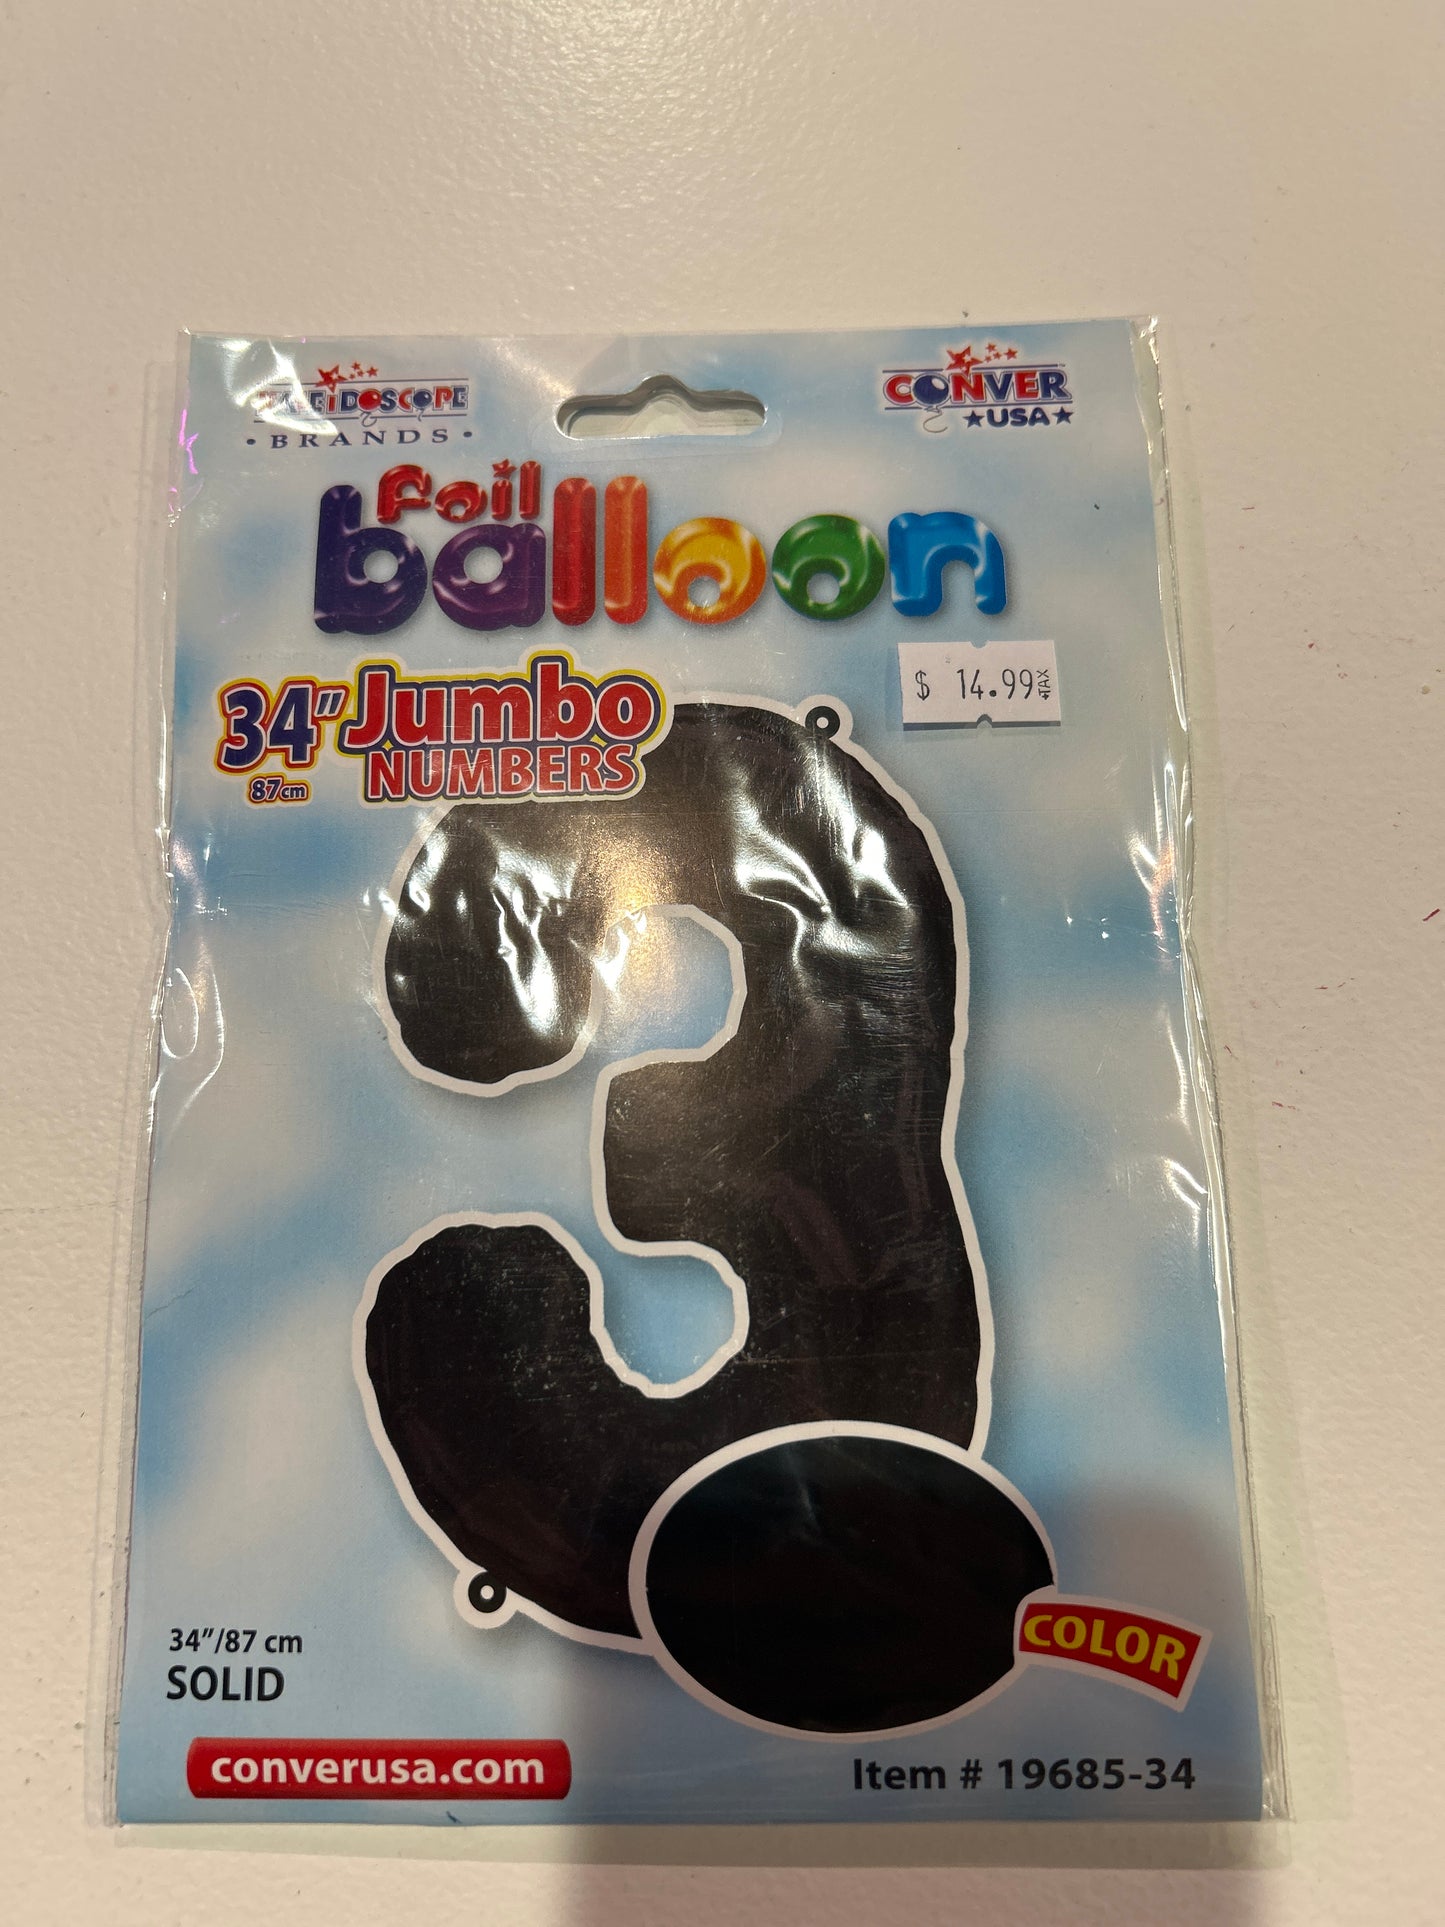 KALEIDOSCOPE
• BRANDS •
CONVER
★USA★
Foil
balloon
$ 14.99 +TAX
34" Jumbo
87cm NUMBERS
3
34"/87 cm
SOLID
COLOR
converusa.com
Item # 19685-34